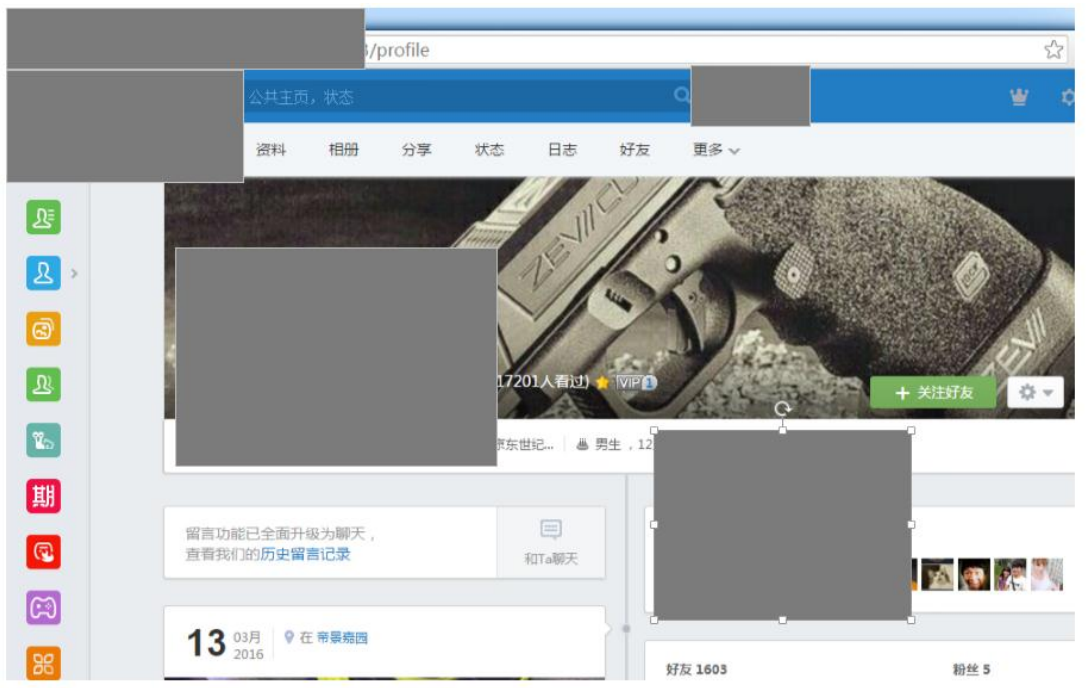 /profile
公共主页，状态
资料 相册 分享 状态 日志 好友 更多
ZEVIICU
ZEVII
17201人看过) VIP 1
京东世纪... 男生 ，12
+ 关注好友
期
留言功能已全面升级为聊天，
查看我们的历史留言记录
和Ta聊天
13 03月 2016 在 帝景雍园
好友 1603
粉丝 5